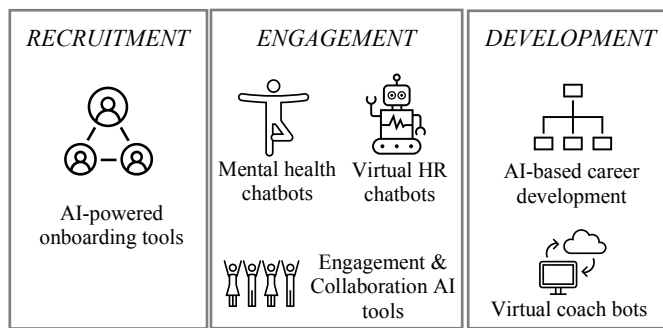 RECRUITMENT
AI-powered
onboarding tools
ENGAGEMENT
Mental health
chatbots
Virtual HR
chatbots
Engagement &
Collaboration AI
tools
DEVELOPMENT
AI-based career
development
Virtual coach bots